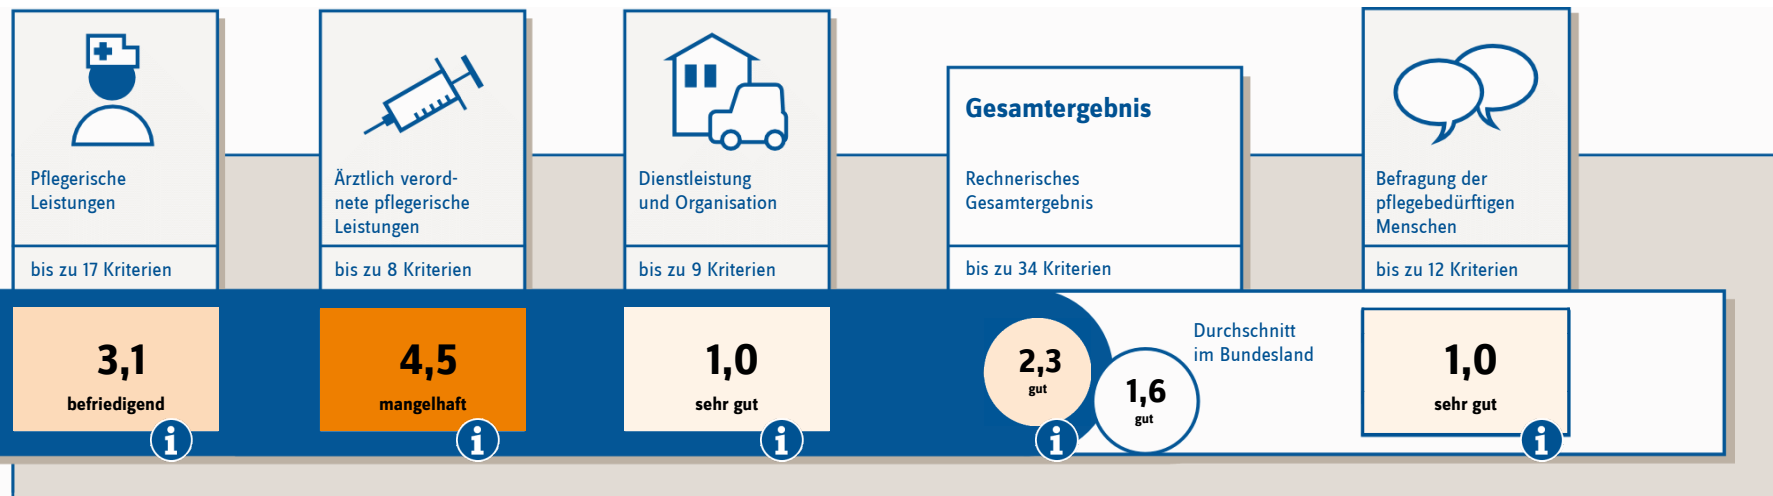 Pflegerische
Leistungen
bis zu 17 Kriterien
3,1
befriedigend
i
Ärztlich verord-
nete pflegerische
Leistungen
bis zu 8 Kriterien
4,5
mangelhaft
i
Dienstleistung
und Organisation
bis zu 9 Kriterien
1,0
sehr gut
i
Gesamtergebnis
Rechnerisches
Gesamtergebnis
bis zu 34 Kriterien
2,3
gut
i
1,6
gut
Durchschnitt
im Bundesland
Befragung der
pflegebedürftigen
Menschen
bis zu 12 Kriterien
1,0
sehr gut
i